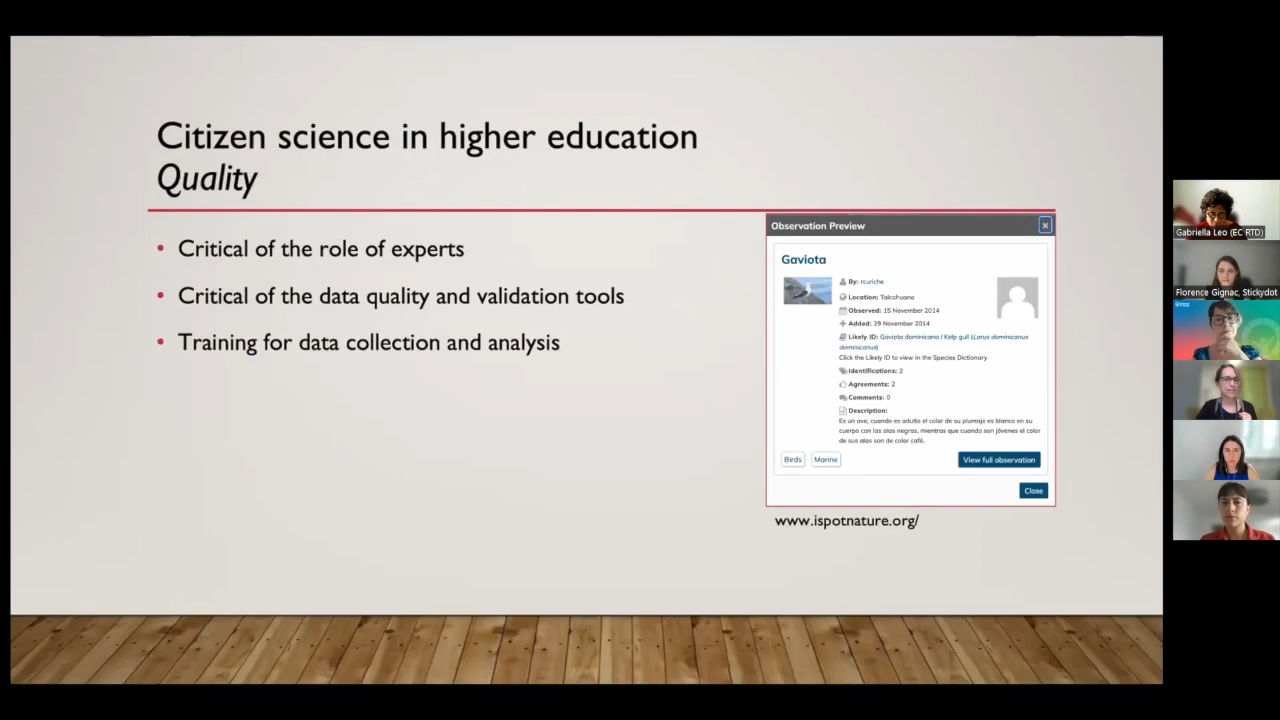 Citizen science in higher education
Quality
• Critical of the role of experts
• Critical of the data quality and validation tools
• Training for data collection and analysis
Observation Preview
Gaviota
By: rcuriche
Location: Talcahuano
Observed: 15 November 2014
Added: 29 November 2014
Likely ID: Gaviota dominicana / Kelp gull (Larus dominicanus
dominicanus)
Click the Likely ID to view in the Species Dictionary
Identifications: 2
Agreements: 2
Comments: 0
Description:
Es un ave, cuando es adulto el color de su plumaje es blanco en su
cuerpo con las alas negras, mientras que cuando son jóvenes el color
de sus alas son de color café.
Birds
Marine
View full observation
Close
www.ispotnature.org/
Gabriella Leo (EC RTD)
Florence Gignac, Stickydot